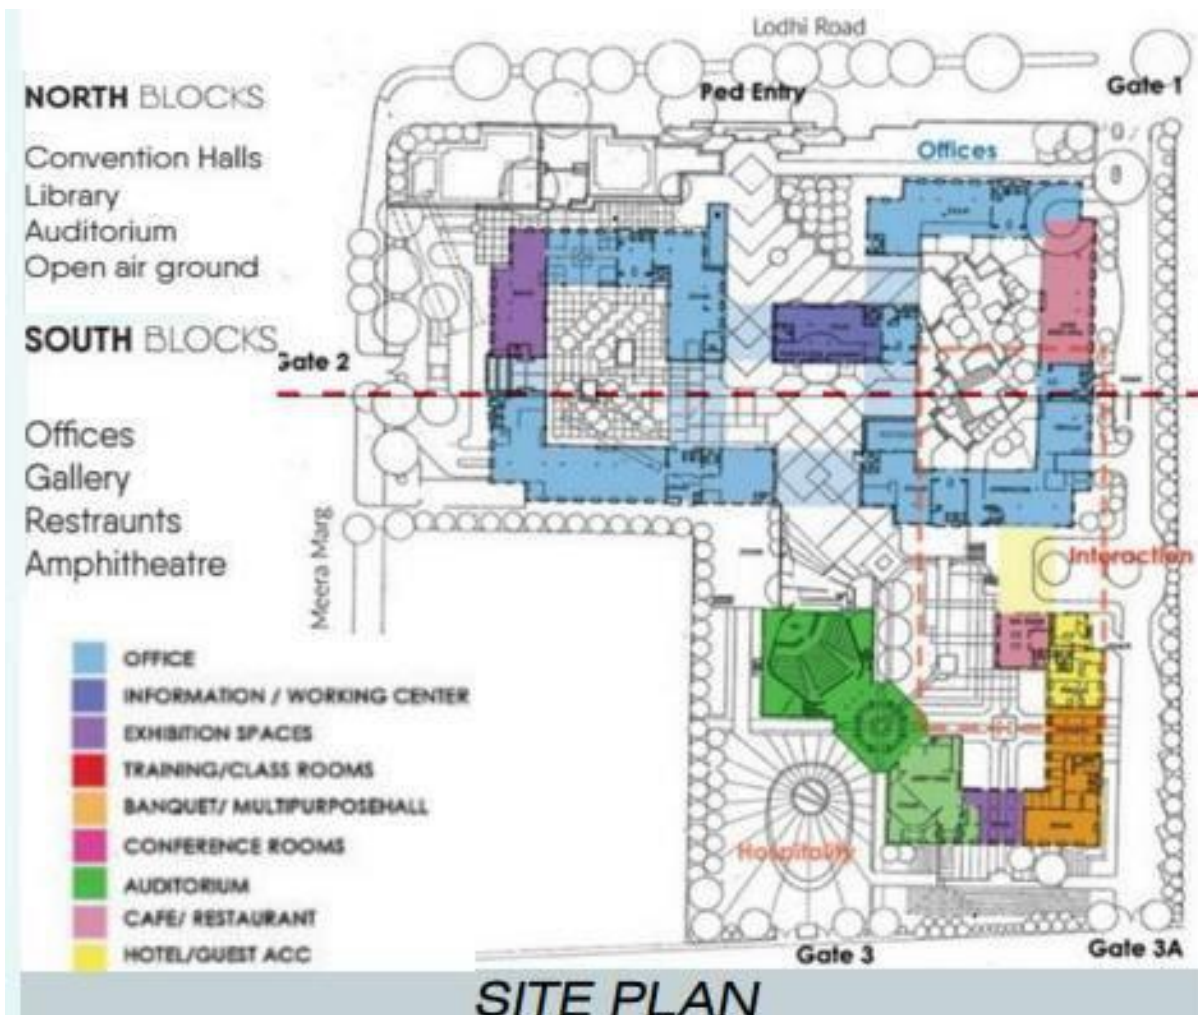 Lodhi Road
Gate 1
Ped Entry
NORTH BLOCKS
Convention Halls
Library
Auditorium
Open air ground
Offices
SOUTH BLOCKS
Gate 2
Offices
Gallery
Restraunts
Amphitheatre
Meera Marg
Interaction
OFFICE
INFORMATION / WORKING CENTER
EXHIBITION SPACES
TRAINING/CLASS ROOMS
BANQUET/ MULTIPURPOSEHALL
CONFERENCE ROOMS
AUDITORIUM
CAFE/ RESTAURANT
HOTEL/GUEST ACC
Hospitality
Gate 3
Gate 3A
SITE PLAN